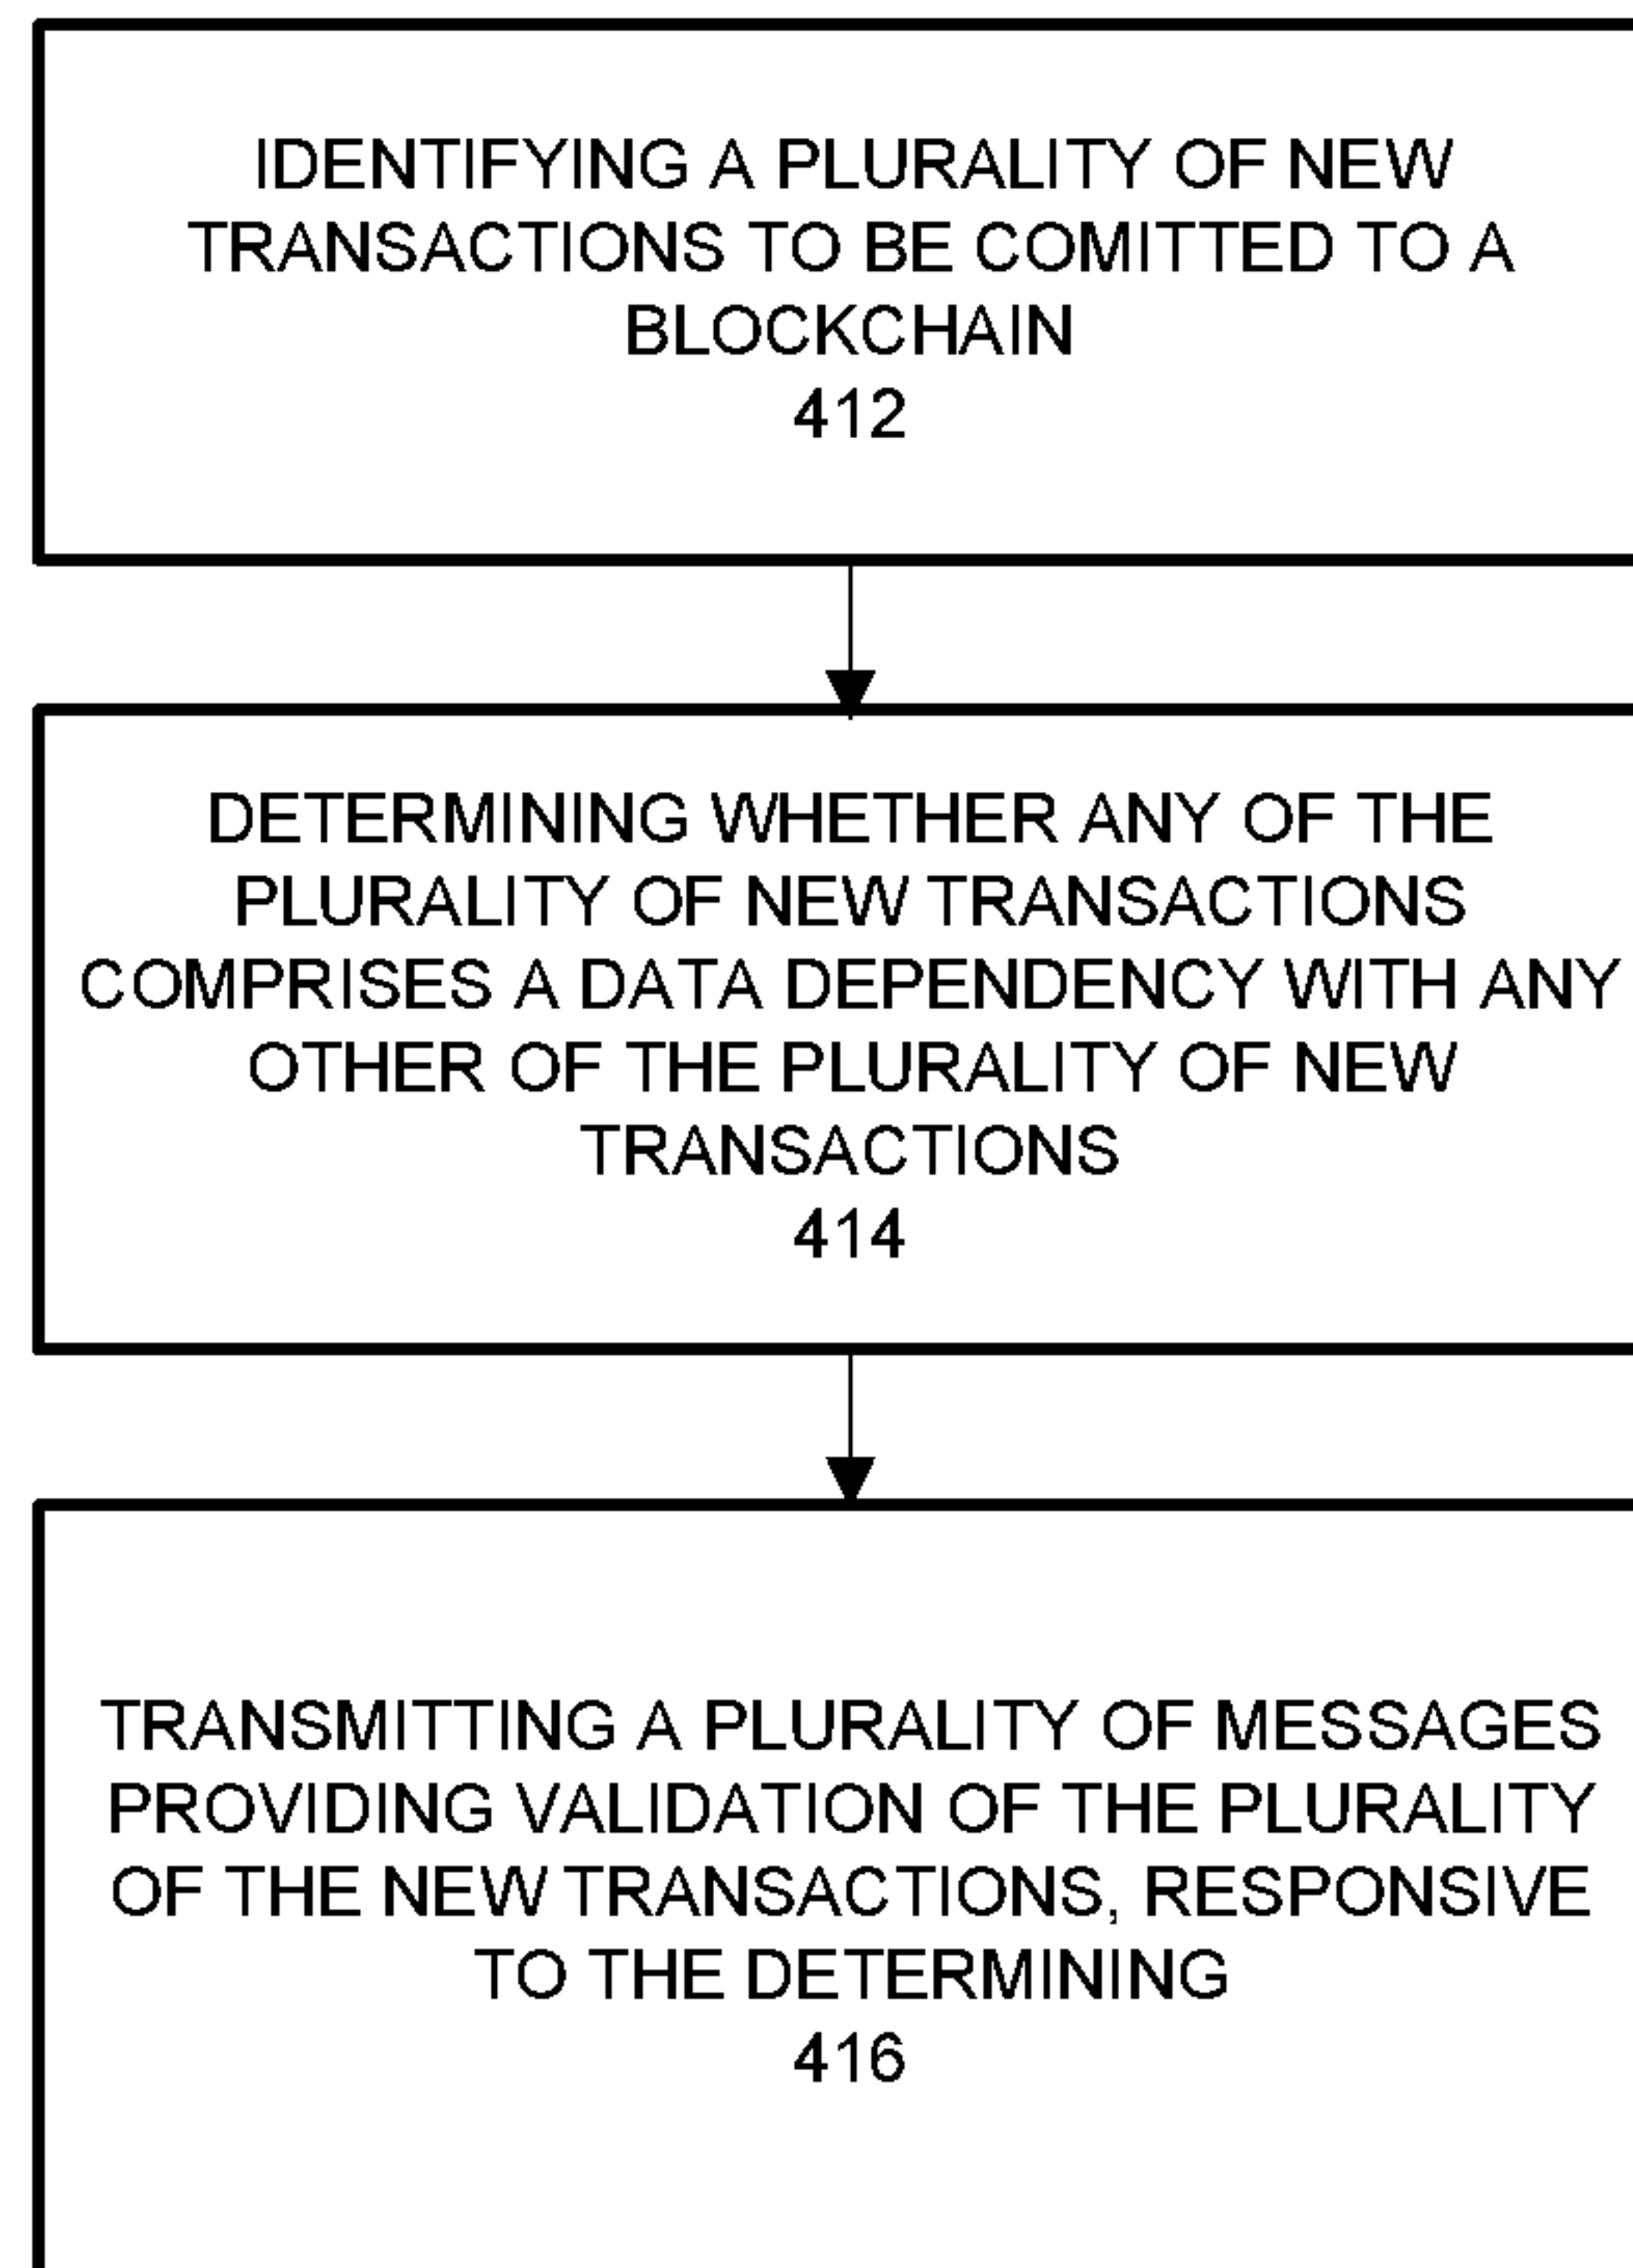 IDENTIFYING A PLURALITY OF NEW
TRANSACTIONS TO BE COMITTED TO A
BLOCKCHAIN
412
DETERMINING WHETHER ANY OF THE
PLURALITY OF NEW TRANSACTIONS
COMPRISES A DATA DEPENDENCY WITH ANY
OTHER OF THE PLURALITY OF NEW
TRANSACTIONS
414
TRANSMITTING A PLURALITY OF MESSAGES
PROVIDING VALIDATION OF THE PLURALITY
OF THE NEW TRANSACTIONS, RESPONSIVE
TO THE DETERMINING
416